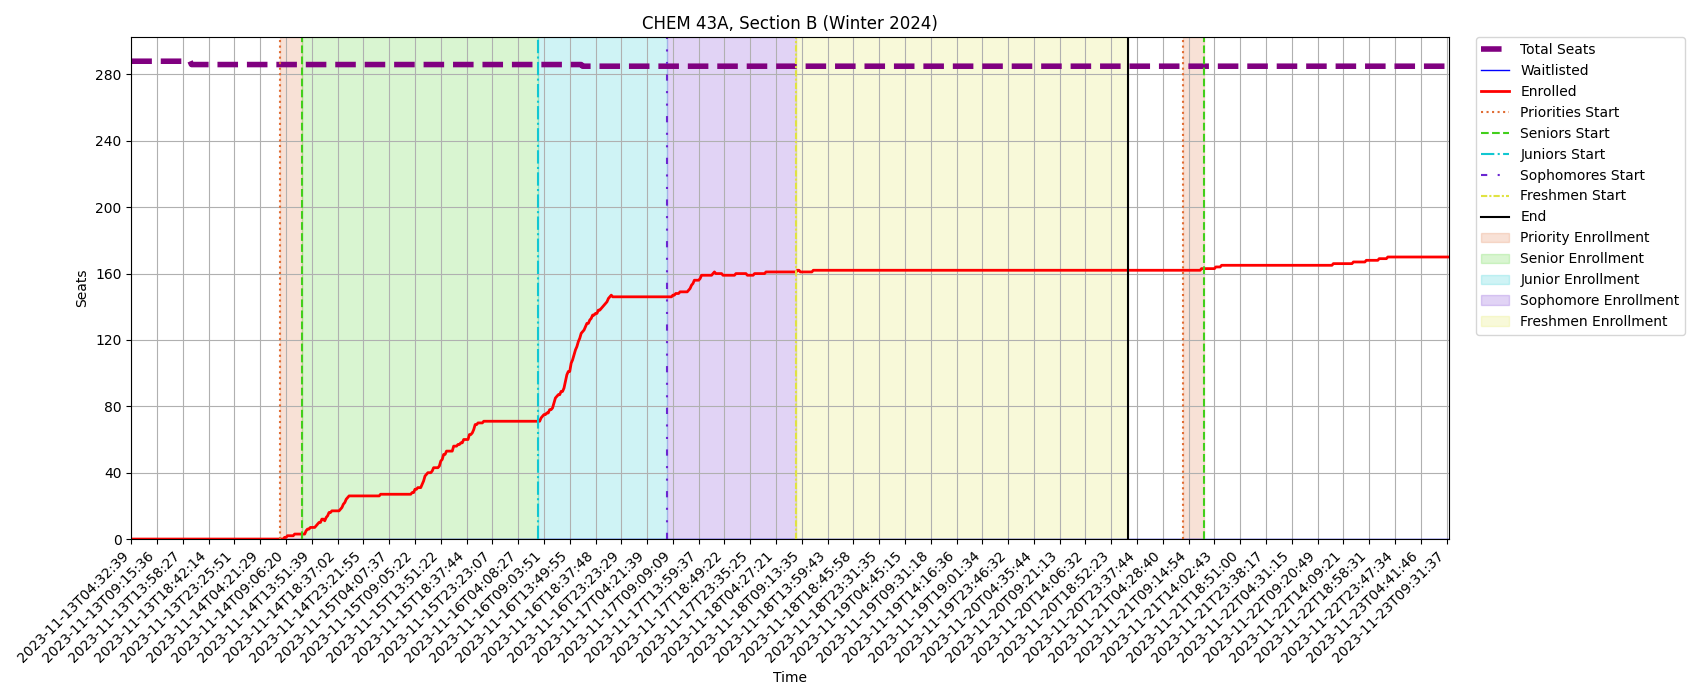 CHEM 43A, Section B (Winter 2024)
Total Seats
Waitlisted
Enrolled
Priorities Start
Seniors Start
Juniors Start
Sophomores Start
Freshmen Start
End
Priority Enrollment
Senior Enrollment
Junior Enrollment
Sophomore Enrollment
Freshmen Enrollment
Seats
280
240
200
160
120
80
40
0
2023-11-13T04:32:39
2023-11-13T09:15:36
2023-11-13T13:58:27
2023-11-13T18:42:14
2023-11-13T23:25:51
2023-11-14T04:21:29
2023-11-14T09:06:20
2023-11-14T13:51:39
2023-11-14T18:37:02
2023-11-14T23:21:55
2023-11-15T04:07:37
2023-11-15T09:05:22
2023-11-15T13:51:22
2023-11-15T18:37:44
2023-11-15T23:23:07
2023-11-16T04:08:27
2023-11-16T09:03:51
2023-11-16T13:49:55
2023-11-16T18:37:48
2023-11-16T23:23:29
2023-11-17T04:21:39
2023-11-17T09:09:09
2023-11-17T13:59:37
2023-11-17T18:49:22
2023-11-17T23:35:25
2023-11-18T04:27:21
2023-11-18T09:13:35
2023-11-18T13:59:43
2023-11-18T18:45:58
2023-11-18T23:31:35
2023-11-19T04:45:15
2023-11-19T09:31:18
2023-11-19T14:16:36
2023-11-19T19:01:34
2023-11-19T23:46:32
2023-11-20T04:35:44
2023-11-20T09:21:13
2023-11-20T14:06:32
2023-11-20T18:52:23
2023-11-20T23:37:44
2023-11-21T04:28:40
2023-11-21T09:14:54
2023-11-21T14:02:43
2023-11-21T18:51:00
2023-11-21T23:38:17
2023-11-22T04:31:15
2023-11-22T09:20:49
2023-11-22T14:09:21
2023-11-22T18:58:31
2023-11-22T23:47:34
2023-11-23T04:41:46
2023-11-23T09:31:37
Time